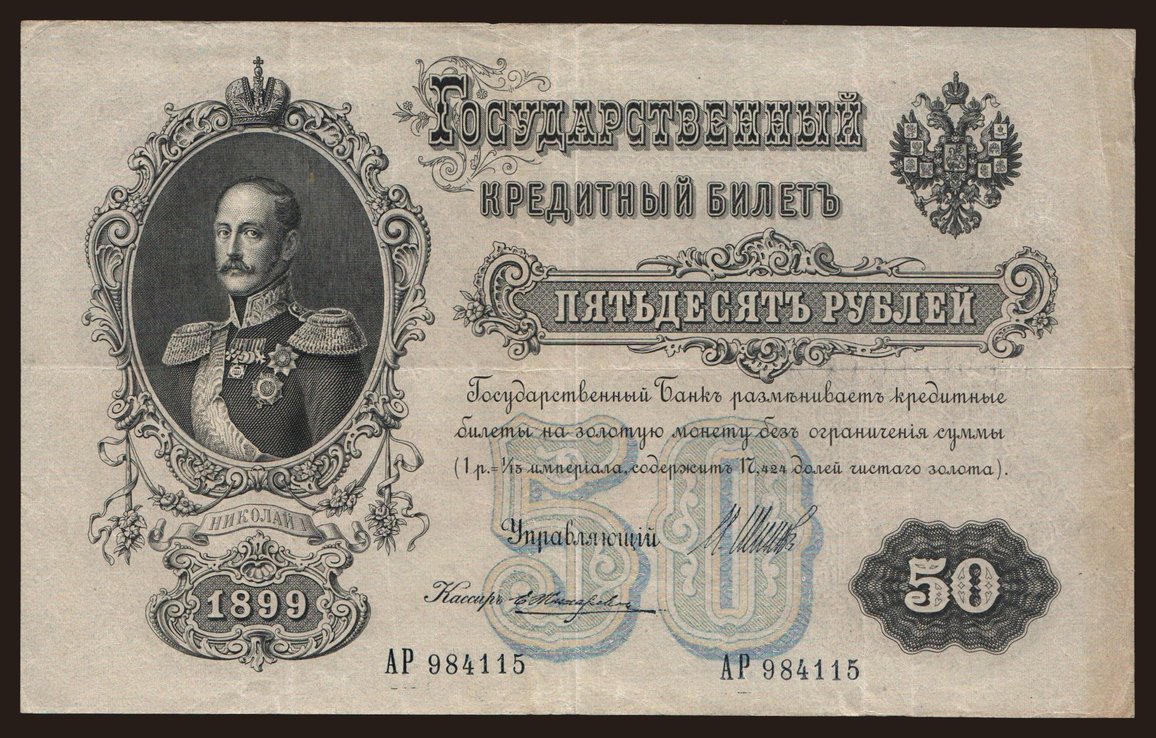 Государственный
кредитный билетъ
ПЯТЬДЕСЯТЪ РУБЛЕЙ
Государственный Банкъ размѣниваетъ кредитные
билеты на золотую монету безъ ограниченія суммы
(1 р.= 1/15 имперіала, содержитъ 17,424 долей чистаго золота).
50
Управляющій
Кассиръ
НИКОЛАЙ I
1899
50
АР 984115
АР 984115